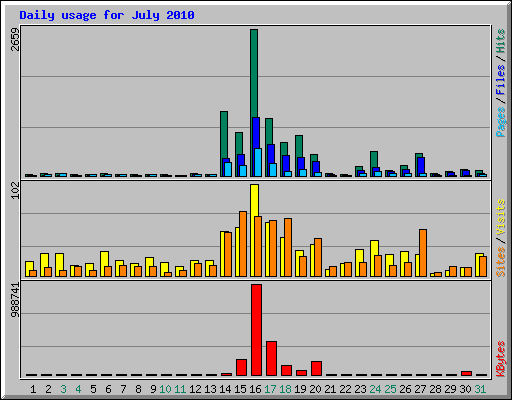 Daily usage for July 2010
2659
Pages / Files / Hits
102
Sites / Visits
988741
KBytes
1 2 3 4 5 6 7 8 9 10 11 12 13 14 15 16 17 18 19 20 21 22 23 24 25 26 27 28 29 30 31